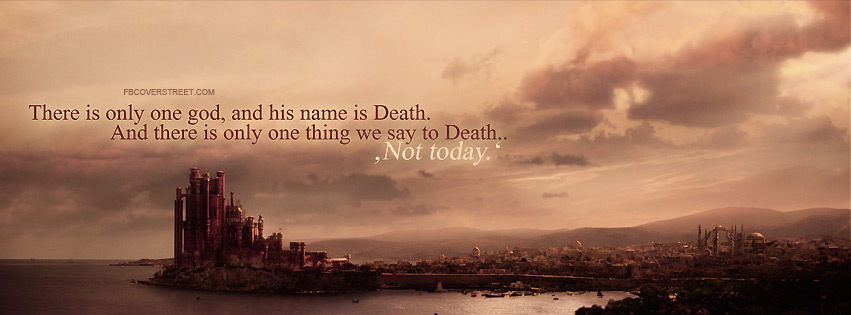 FBCOVERSTREET.COM
There is only one god, and his name is Death.
And there is only one thing we say to Death..
‚Not today.‘